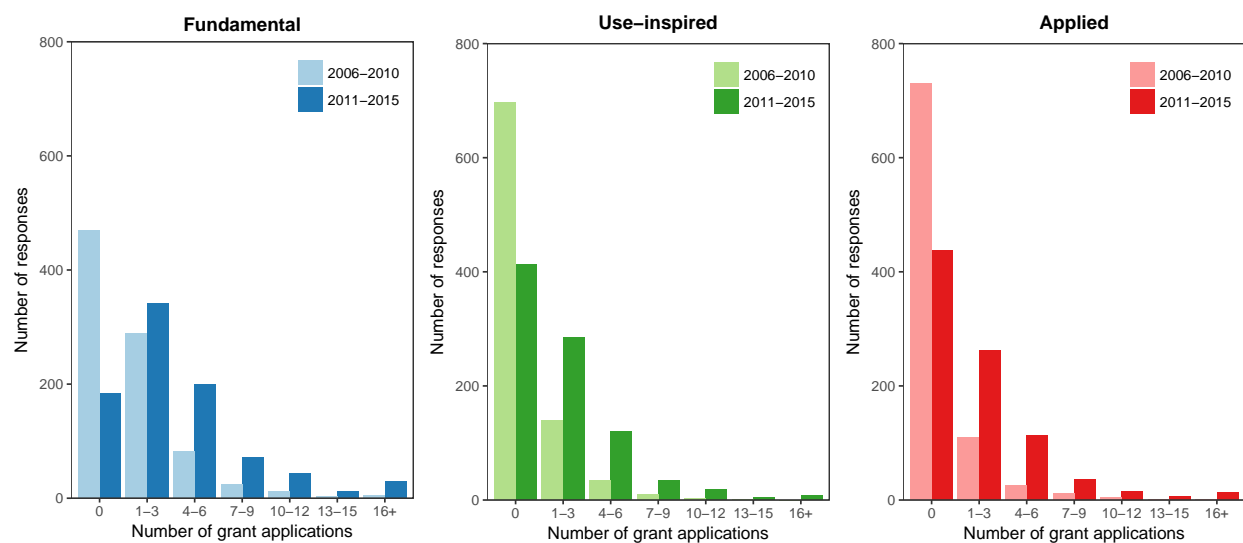 Fundamental
Number of responses
800
600
400
200
0
2006−2010
2011−2015
0 1−3 4−6 7−9 10−12 13−15 16+
Number of grant applications
Use−inspired
Number of responses
800
600
400
200
0
2006−2010
2011−2015
0 1−3 4−6 7−9 10−12 13−15 16+
Number of grant applications
Applied
Number of responses
800
600
400
200
0
2006−2010
2011−2015
0 1−3 4−6 7−9 10−12 13−15 16+
Number of grant applications